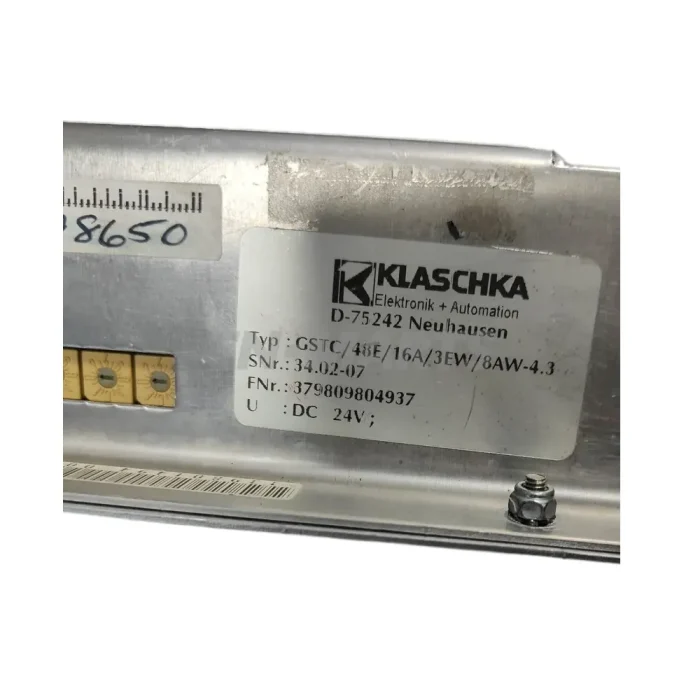 8650
KLASCHKA
Elektronik + Automation
D-75242 Neuhausen
Typ : GSTC/48E/16A/3EW/8AW-4.3
SNr.: 34.02-07
FNr.: 379809804937
U : DC 24V;